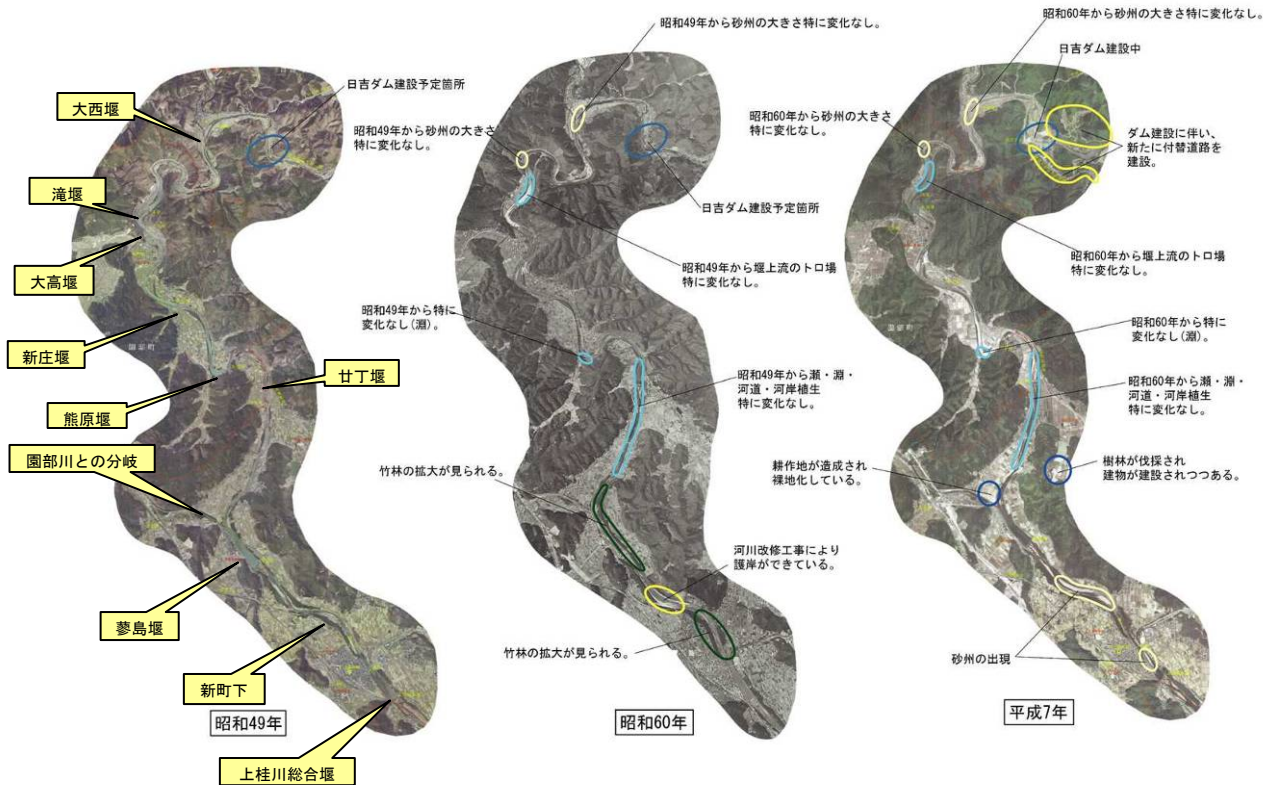 大西堰
日吉ダム建設予定箇所
滝堰
大高堰
新庄堰
園部町
廿丁堰
熊原堰
園部川との分岐
蓼島堰
新町下
昭和49年
上桂川総合堰
昭和49年から砂州の大きさ特に変化なし。
昭和49年から砂州の大きさ
特に変化なし。
日吉ダム建設予定箇所
昭和49年から堰上流のトロ場
特に変化なし。
昭和49年から特に
変化なし(淵)。
昭和49年から瀬・淵・
河道・河岸植生
特に変化なし。
竹林の拡大が見られる。
河川改修工事により
護岸ができている。
竹林の拡大が見られる。
昭和60年
昭和60年から砂州の大きさ特に変化なし。
日吉ダム建設中
昭和60年から砂州の大きさ
特に変化なし。
ダム建設に伴い、
新たに付替道路を
建設。
昭和60年から堰上流のトロ場
特に変化なし。
園部町
昭和60年から特に
変化なし(淵)。
昭和60年から瀬・淵・
河道・河岸植生
特に変化なし。
耕作地が造成され
裸地化している。
樹林が伐採され
建物が建設されつつある。
砂州の出現
平成7年